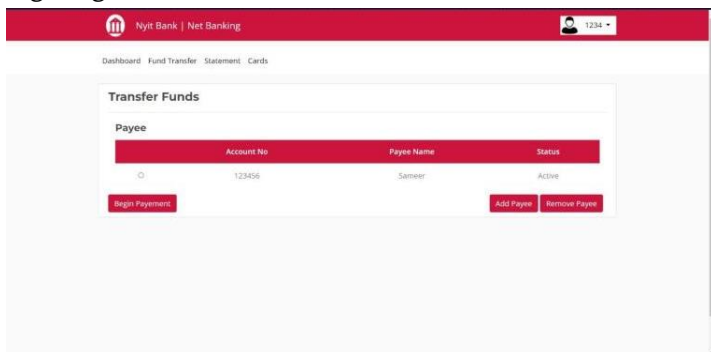 Nyit Bank | Net Banking 1234
Dashboard Fund Transfer Statement Cards
Transfer Funds
Payee
Account No Payee Name Status
123456 Sameer Active
Begin Payement Add Payee Remove Payee